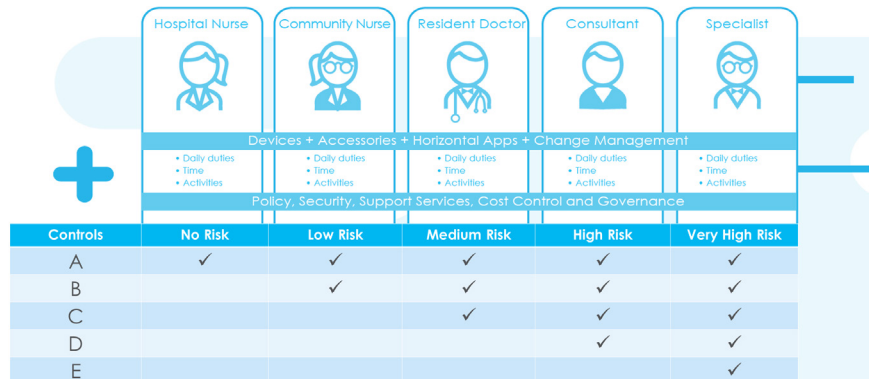 Hospital Nurse Community Nurse Resident Doctor Consultant Specialist
Devices + Accessories + Horizontal Apps + Change Management
• Daily duties • Daily duties • Daily duties • Daily duties • Daily duties
• Time • Time • Time • Time • Time
• Activities • Activities • Activities • Activities • Activities
Policy, Security, Support Services, Cost Control and Governance
Controls No Risk Low Risk Medium Risk High Risk Very High Risk
A ✓ ✓ ✓ ✓ ✓
B ✓ ✓ ✓ ✓
C ✓ ✓ ✓
D ✓ ✓
E ✓